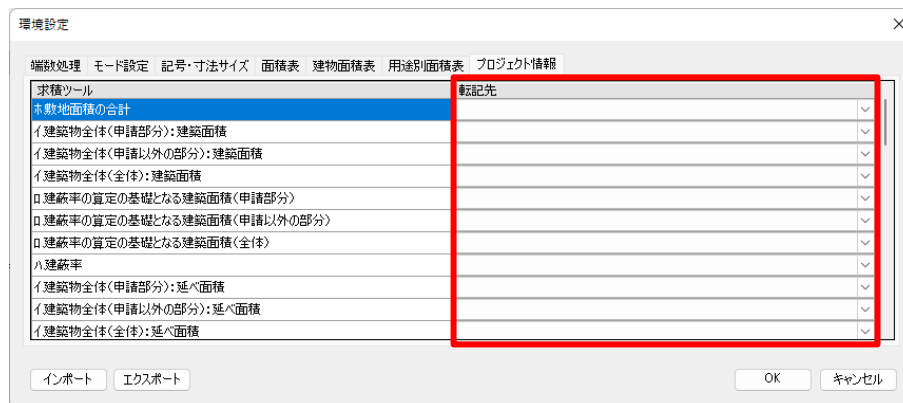 環境設定
端数処理 モード設定 記号・寸法サイズ 面積表 建物面積表 用途別面積表 プロジェクト情報
求積ツール 転記先
ホ敷地面積の合計
イ建築物全体(申請部分):建築面積
イ建築物全体(申請以外の部分):建築面積
イ建築物全体(全体):建築面積
ロ建蔽率の算定の基礎となる建築面積(申請部分)
ロ建蔽率の算定の基礎となる建築面積(申請以外の部分)
ロ建蔽率の算定の基礎となる建築面積(全体)
ハ建蔽率
イ建築物全体(申請部分):延べ面積
イ建築物全体(申請以外の部分):延べ面積
イ建築物全体(全体):延べ面積
インポート エクスポート OK キャンセル